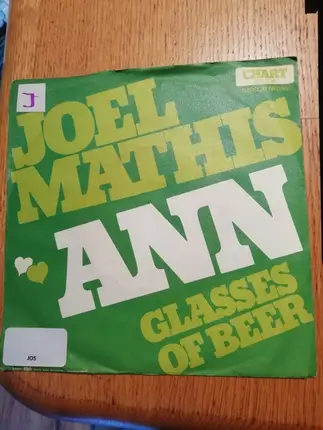 J
CHART
JOEL
MATHIS
ANN
GLASSES
OF BEER
JOS